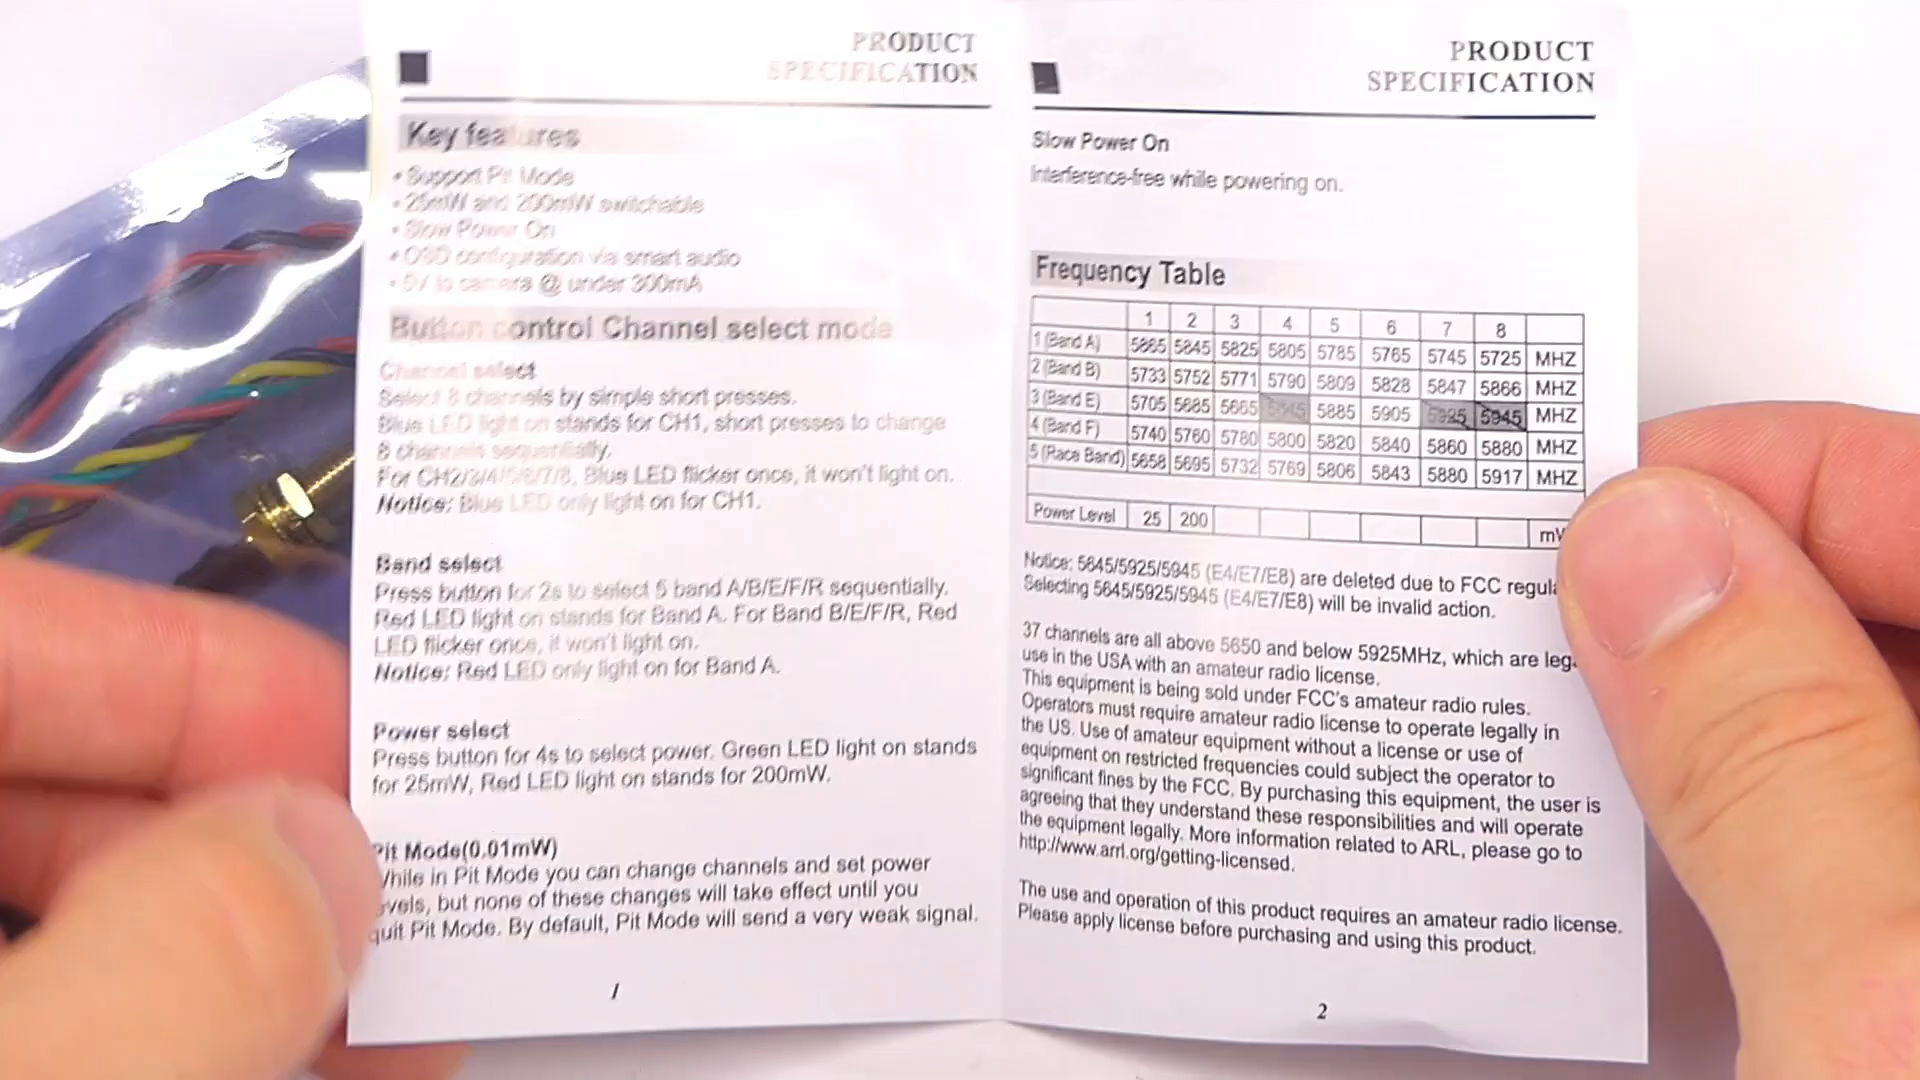 PRODUCT
SPECIFICATION
Key features
• Support Pit Mode
• 25mW and 200mW switchable
• Slow Power On
• OSD configuration via smart audio
• 5V to camera @ under 300mA
Button control Channel select mode
Channel select
Select 8 channels by simple short presses.
Blue LED light on stands for CH1, short presses to change
8 channels sequentially.
For CH2/3/4/5/6/7/8, Blue LED flicker once, it won't light on.
Notice: Blue LED only light on for CH1.
Band select
Press button for 2s to select 5 band A/B/E/F/R sequentially.
Red LED light on stands for Band A. For Band B/E/F/R, Red
LED flicker once, it won't light on.
Notice: Red LED only light on for Band A.
Power select
Press button for 4s to select power. Green LED light on stands
for 25mW, Red LED light on stands for 200mW.
Pit Mode(0.01mW)
While in Pit Mode you can change channels and set power
evels, but none of these changes will take effect until you
quit Pit Mode. By default, Pit Mode will send a very weak signal.
1
PRODUCT
SPECIFICATION
Slow Power On
Interference-free while powering on.
Frequency Table
1 2 3 4 5 6 7 8
1 (Band A) 5865 5845 5825 5805 5785 5765 5745 5725 MHZ
2 (Band B) 5733 5752 5771 5790 5809 5828 5847 5866 MHZ
3 (Band E) 5705 5685 5665 5645 5885 5905 5925 5945 MHZ
4 (Band F) 5740 5760 5780 5800 5820 5840 5860 5880 MHZ
5 (Race Band) 5658 5695 5732 5769 5806 5843 5880 5917 MHZ
Power Level 25 200 mW
Notice: 5645/5925/5945 (E4/E7/E8) are deleted due to FCC regula
Selecting 5645/5925/5945 (E4/E7/E8) will be invalid action.
37 channels are all above 5650 and below 5925MHz, which are leg
use in the USA with an amateur radio license.
This equipment is being sold under FCC's amateur radio rules.
Operators must require amateur radio license to operate legally in
the US. Use of amateur equipment without a license or use of
equipment on restricted frequencies could subject the operator to
significant fines by the FCC. By purchasing this equipment, the user is
agreeing that they understand these responsibilities and will operate
the equipment legally. More information related to ARL, please go to
http://www.arrl.org/getting-licensed.
The use and operation of this product requires an amateur radio license.
Please apply license before purchasing and using this product.
2